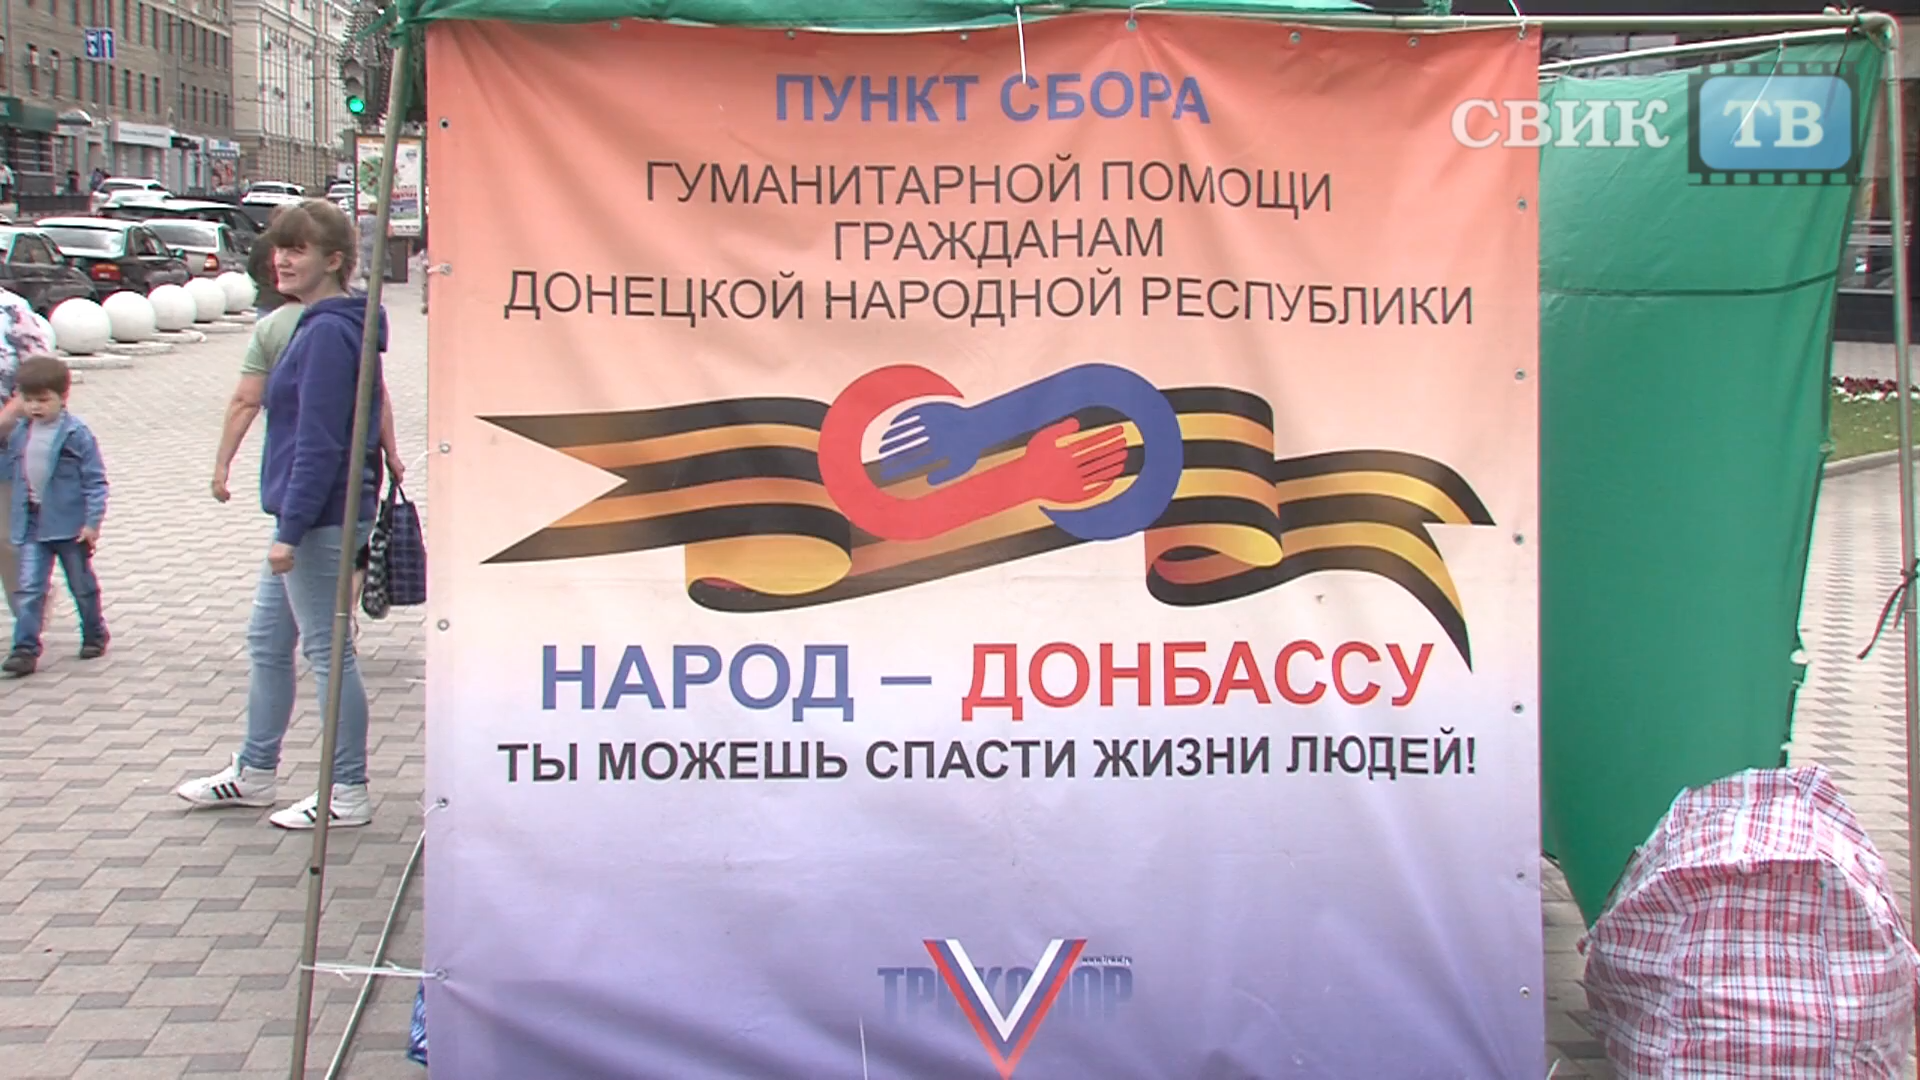 ПУНКТ СБОРА
ГУМАНИТАРНОЙ ПОМОЩИ
ГРАЖДАНАМ
ДОНЕЦКОЙ НАРОДНОЙ РЕСПУБЛИКИ
НАРОД – ДОНБАССУ
ТЫ МОЖЕШЬ СПАСТИ ЖИЗНИ ЛЮДЕЙ!
СВИК ТВ